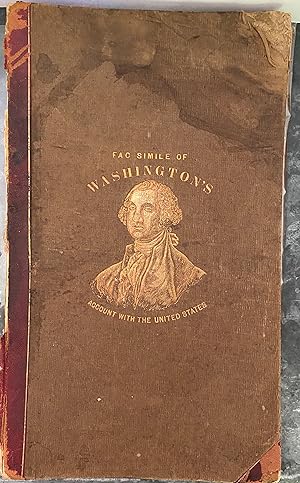 FAC SIMILE OF
WASHINGTON'S
ACCOUNT WITH THE UNITED STATES